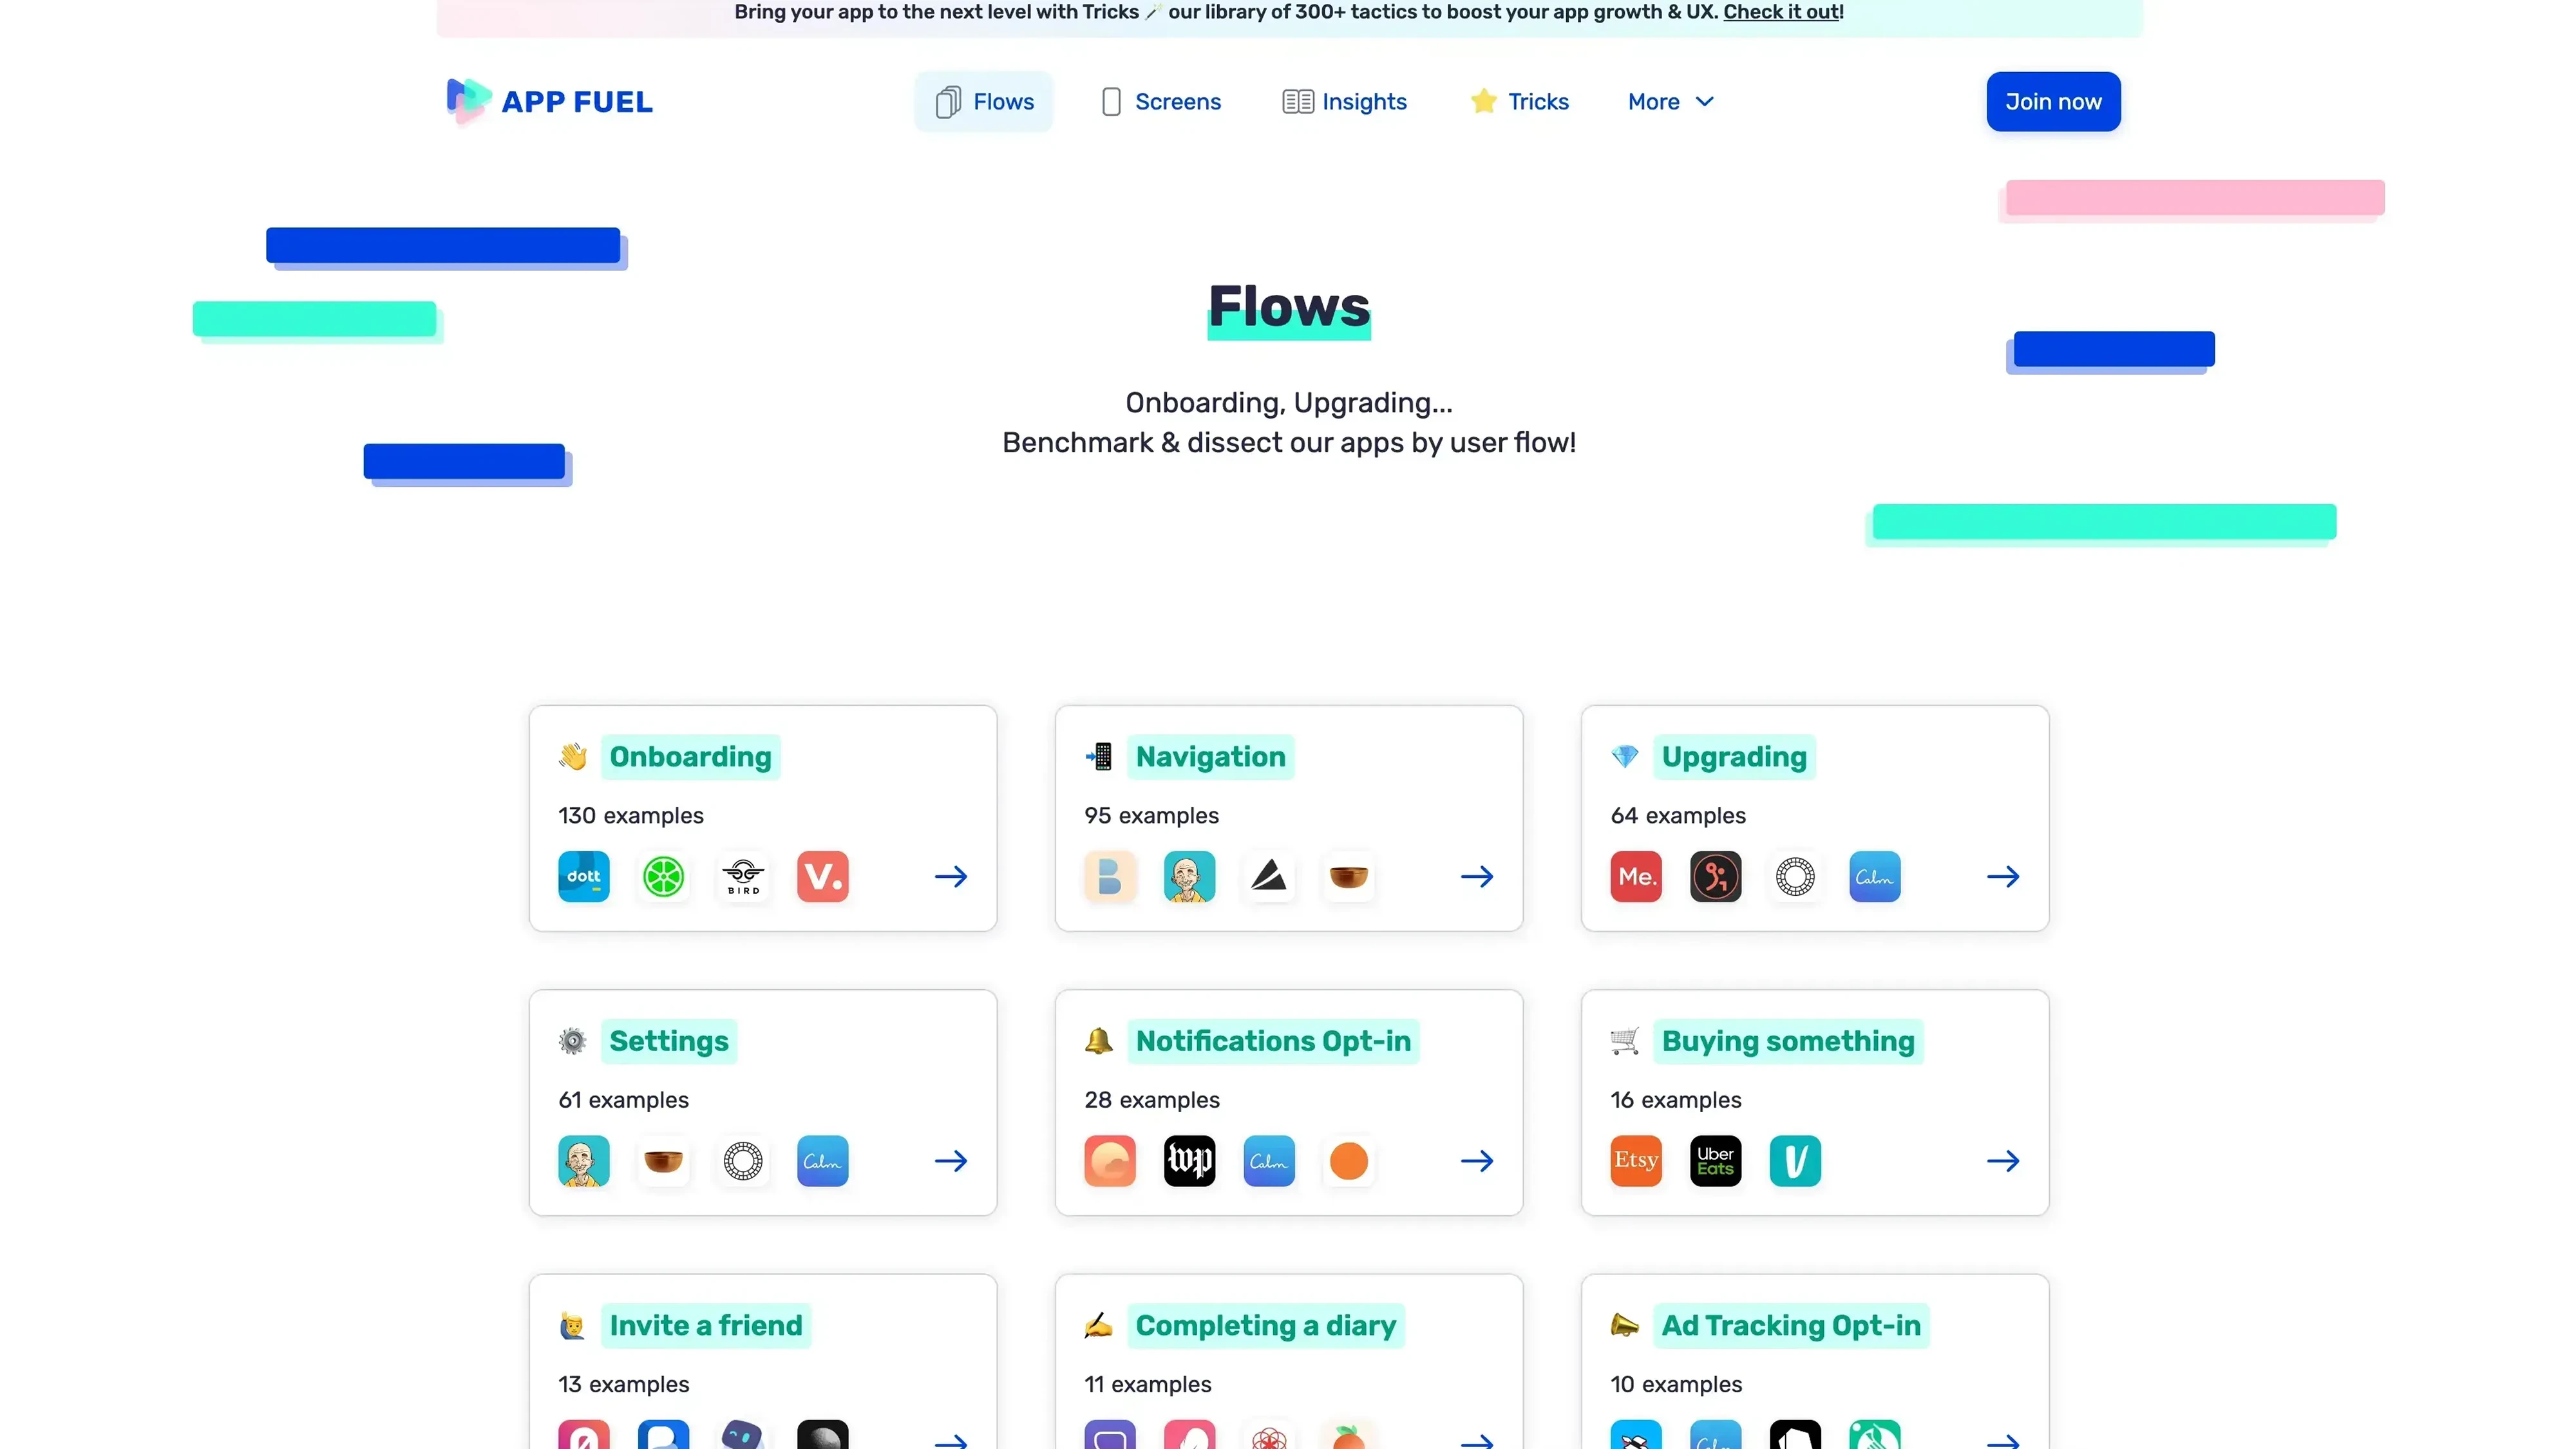 Bring your app to the next level with Tricks 🪄 our library of 300+ tactics to boost your app growth & UX. Check it out!
APP FUEL
Flows
Screens
Insights
Tricks
More
Join now
Flows
Onboarding, Upgrading...
Benchmark & dissect our apps by user flow!
Onboarding
130 examples
dott
BIRD
V.
Navigation
95 examples
B
Upgrading
64 examples
Me.
Calm
Settings
61 examples
Calm
Notifications Opt-in
28 examples
wp
Calm
Buying something
16 examples
Etsy
Uber
Eats
V
Invite a friend
13 examples
Completing a diary
11 examples
Ad Tracking Opt-in
10 examples
Calm